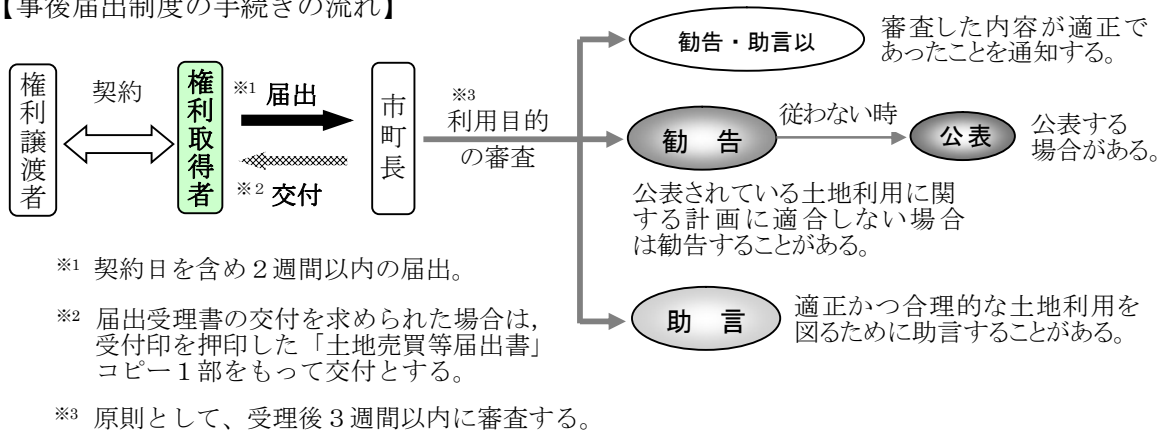 【事後届出制度の手続きの流れ】
権利譲渡者
契約
権利取得者
※1 届出
※2 交付
市町長
※3
利用目的
の審査
勧告・助言以
審査した内容が適正で
あったことを通知する。
勧 告
従わない時
公表
公表する
場合がある。
公表されている土地利用に関
する計画に適合しない場合
は勧告することがある。
助 言
適正かつ合理的な土地利用を
図るために助言することがある。
※1 契約日を含め２週間以内の届出。
※2 届出受理書の交付を求められた場合は,
受付印を押印した「土地売買等届出書」
コピー１部をもって交付とする。
※3 原則として、受理後３週間以内に審査する。